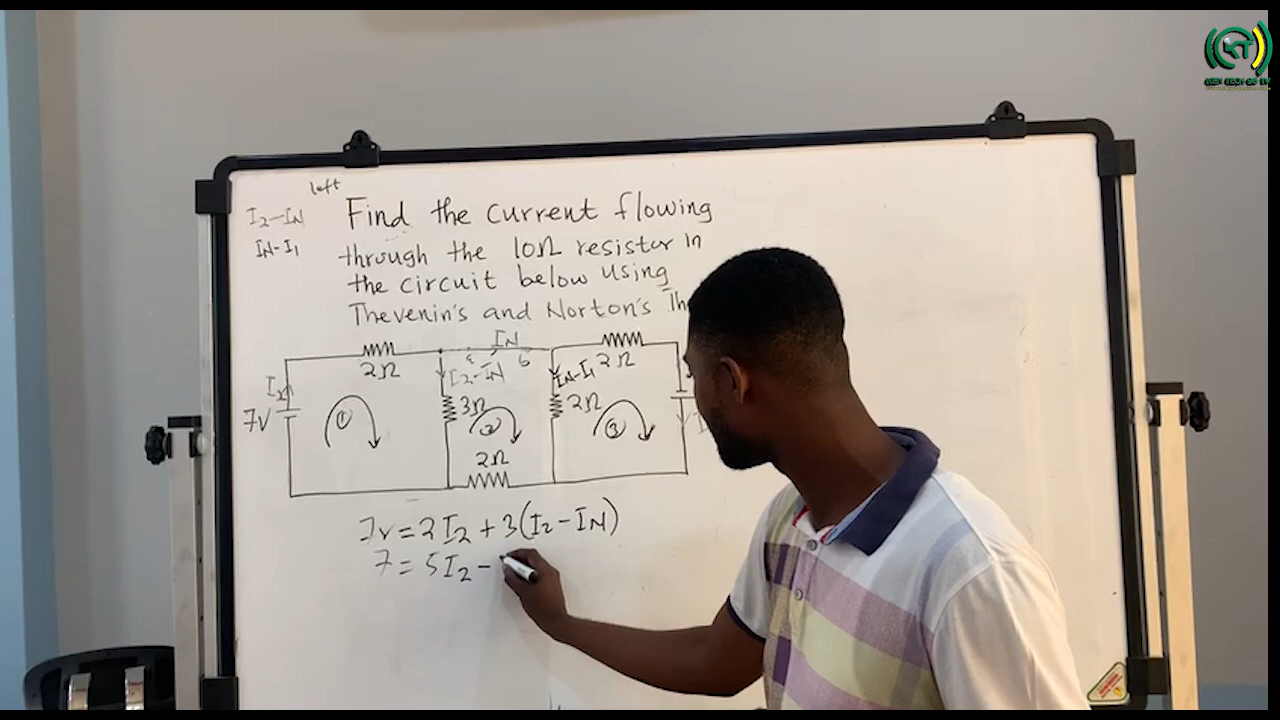 left
I2-IN
IN-I1
Find the current flowing
through the 10Ω resistor in
the circuit below using
Thevenin's and Norton's Th
IN
a b
2Ω
2Ω
I2
7V
I2-IN
3Ω
IN-I1
2Ω
1
2
3
2Ω
7v = 2I2 + 3(I2 - IN)
7 = 5I2 -